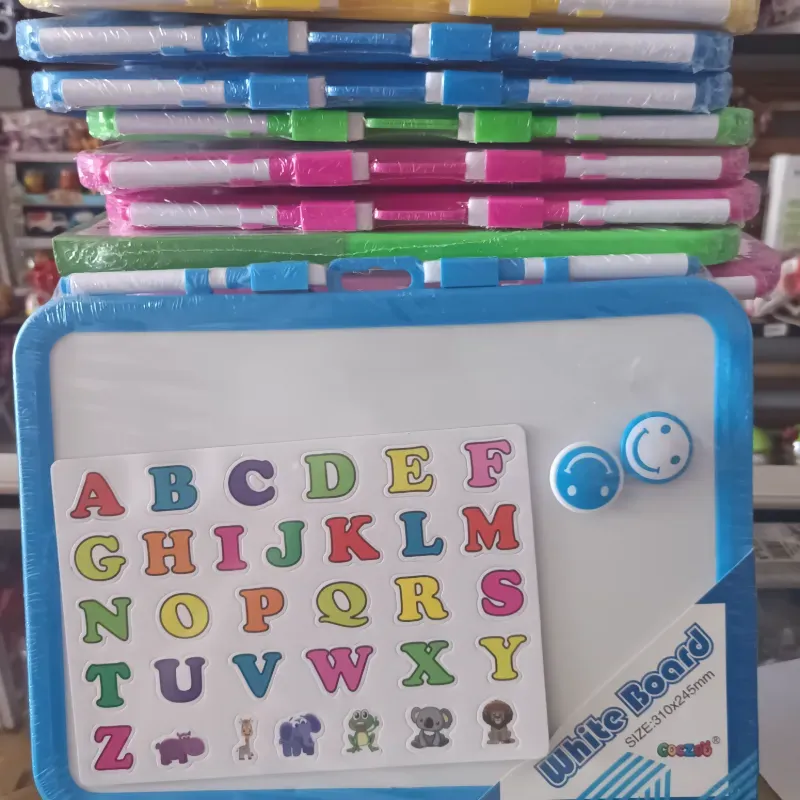 A B C D E F
G H I J K L M
N O P Q R S
T U V W X Y
Z
White Board
SIZE:310x245mm